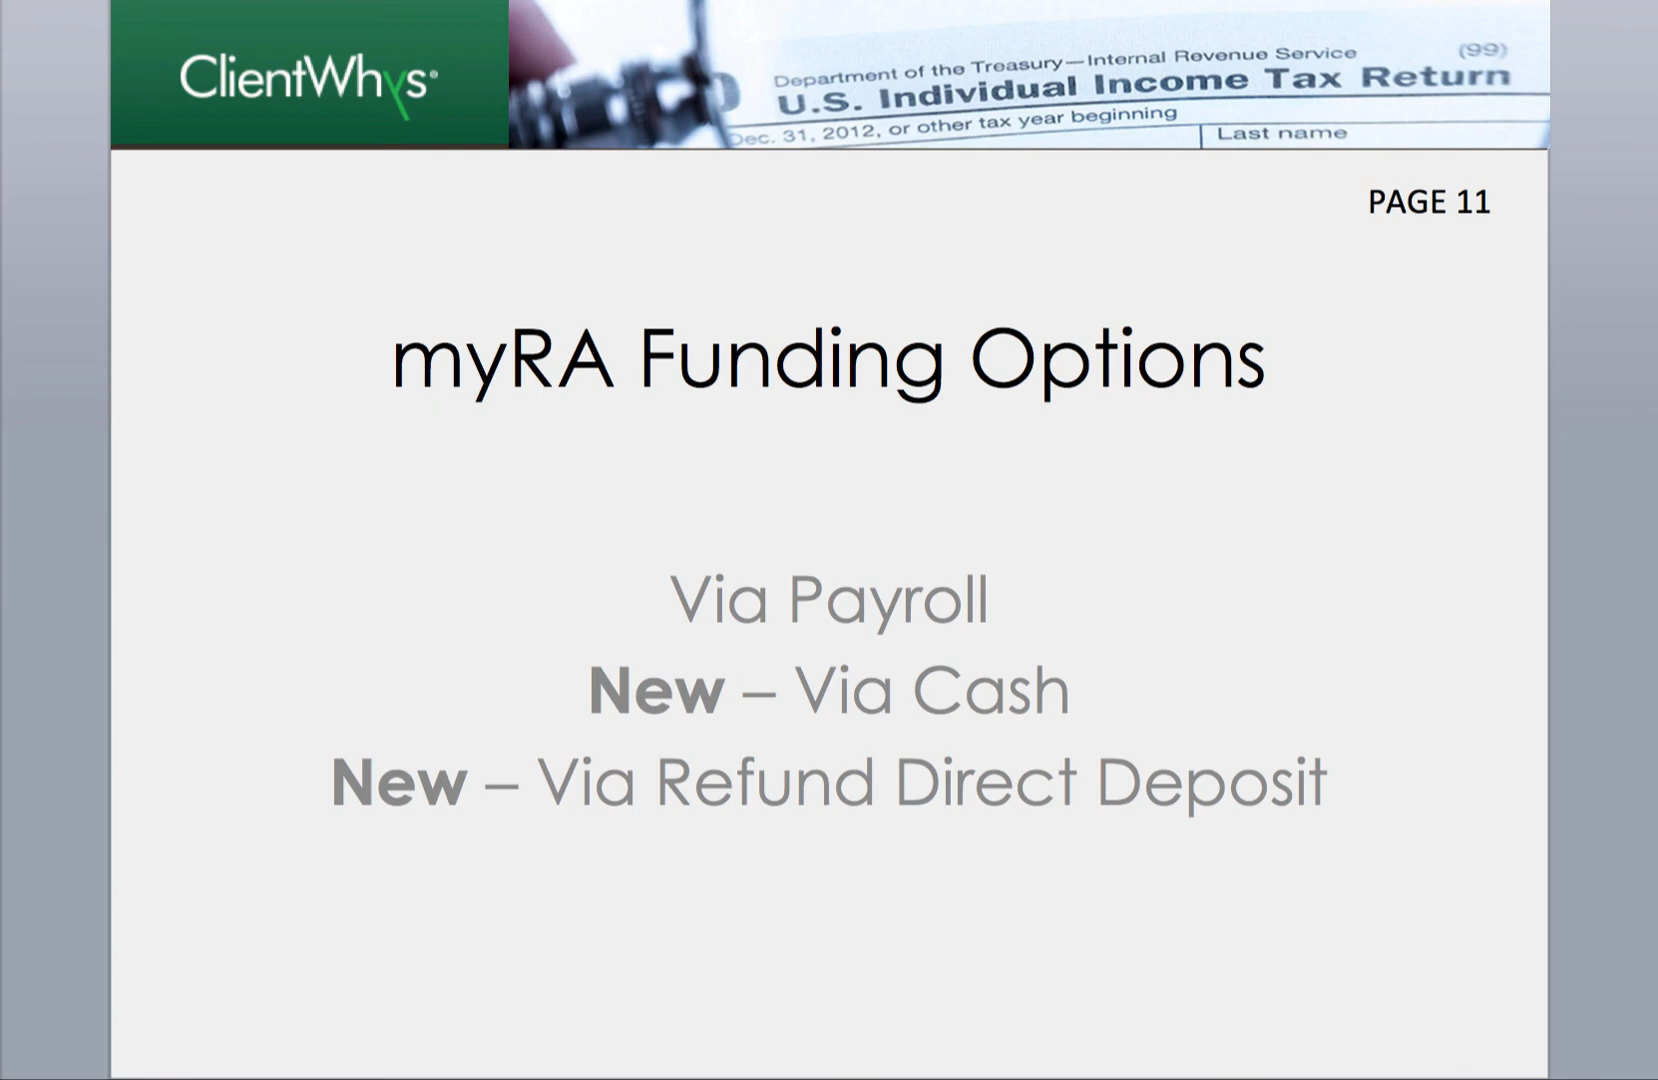 ClientWhys
Department of the Treasury—Internal Revenue Service
(99)
U.S. Individual Income Tax Return
Dec. 31, 2012, or other tax year beginning
Last name
PAGE 11
myRA Funding Options
Via Payroll
New – Via Cash
New – Via Refund Direct Deposit